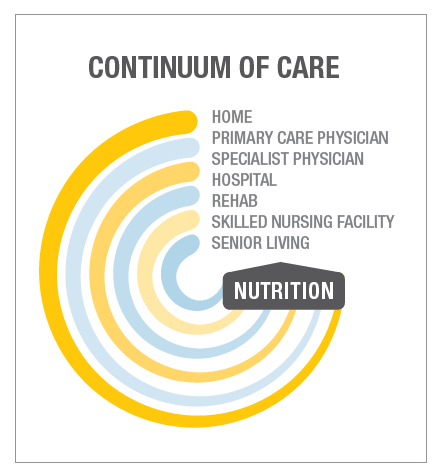 CONTINUUM OF CARE
HOME
PRIMARY CARE PHYSICIAN
SPECIALIST PHYSICIAN
HOSPITAL
REHAB
SKILLED NURSING FACILITY
SENIOR LIVING
NUTRITION